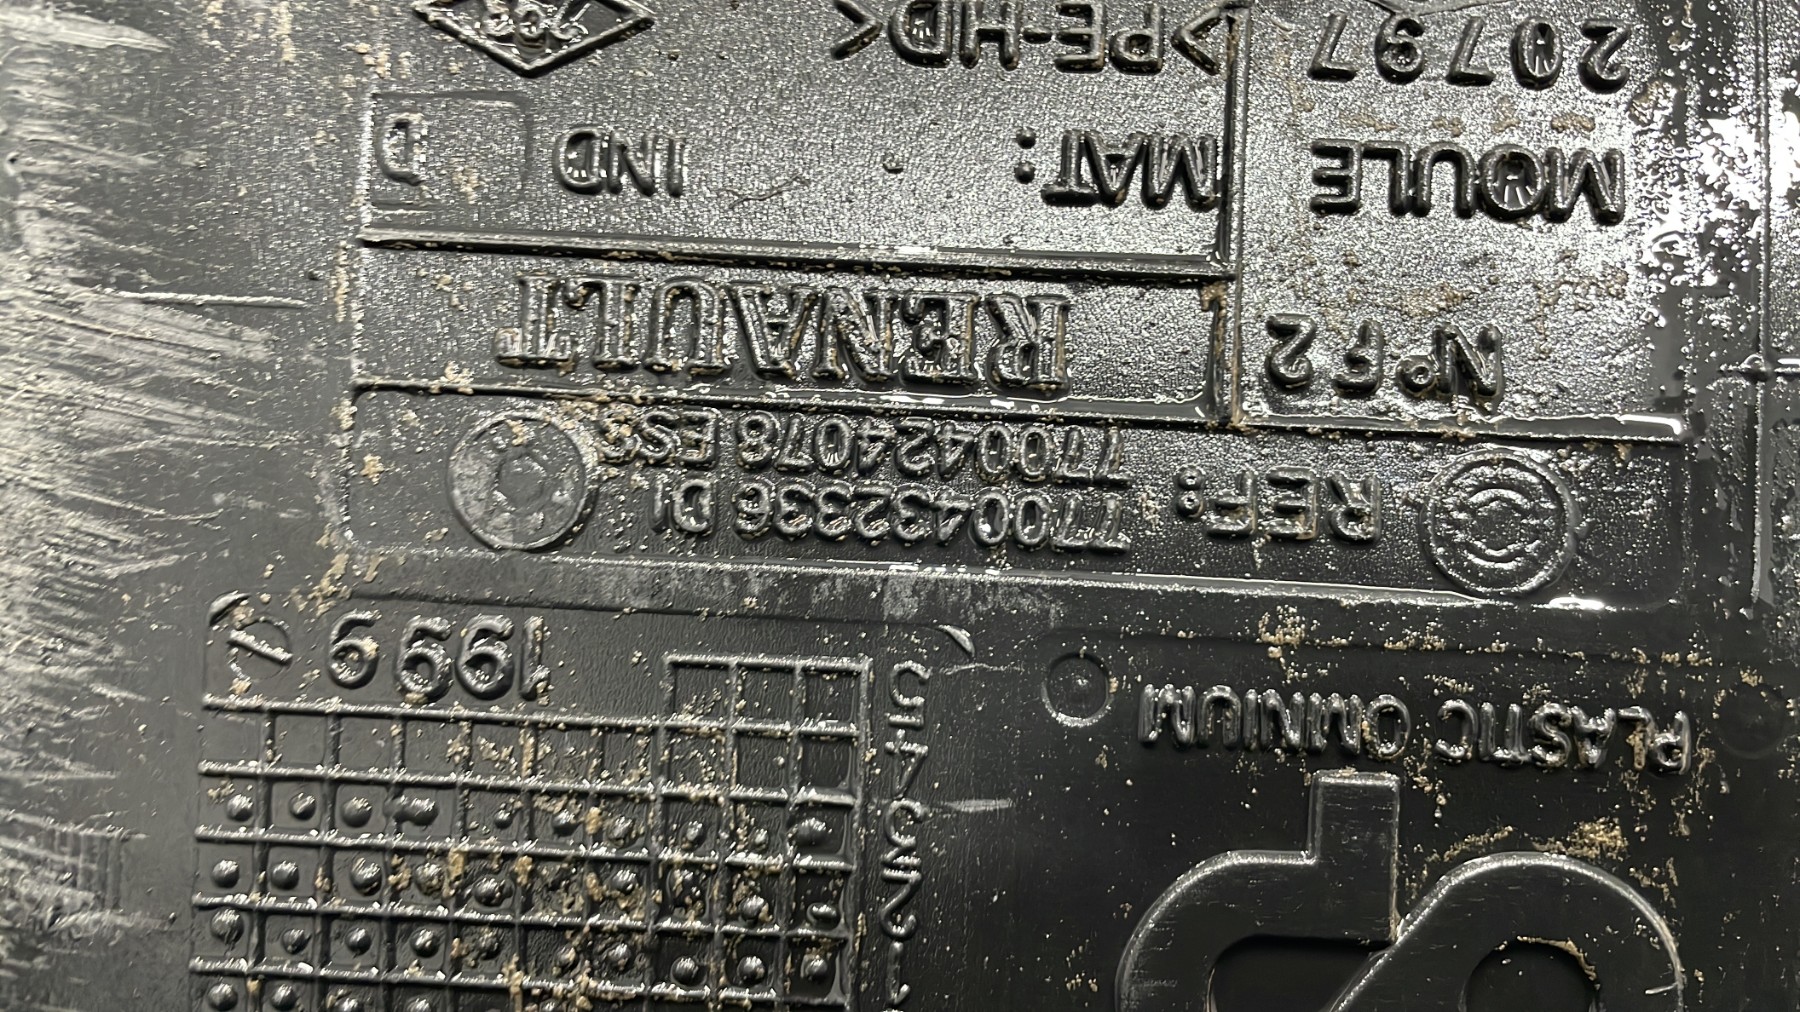 PLASTIC OMNIUM
1999
REF: 7700432336 D1
7700424078 ES3
N° F2
RENAULT
MOULE
MAT: IND D
20797
>PE-HD<